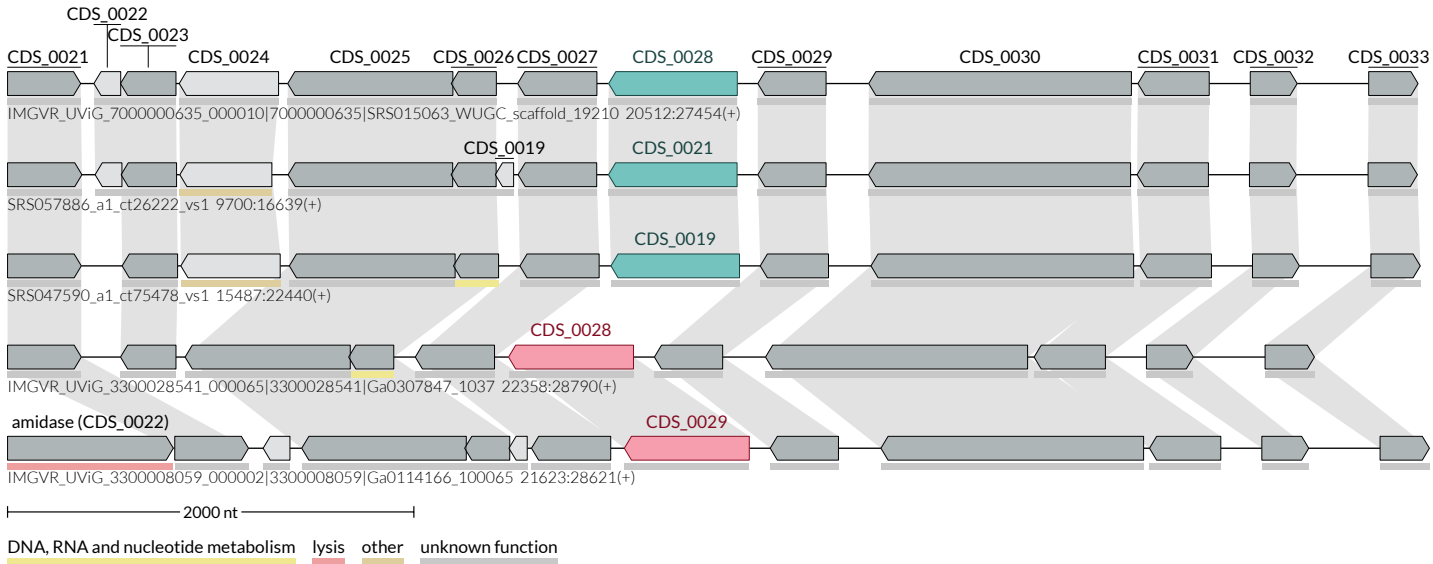 CDS_0022
CDS_0023
CDS_0021 CDS_0024 CDS_0025 CDS_0026 CDS_0027 CDS_0028 CDS_0029 CDS_0030 CDS_0031 CDS_0032 CDS_0033
IMGVR_UViG_7000000635_000010|7000000635|SRS015063_WUGC_scaffold_19210 20512:27454(+)
CDS_0019 CDS_0021
SRS057886_a1_ct26222_vs1 9700:16639(+)
CDS_0019
SRS047590_a1_ct75478_vs1 15487:22440(+)
CDS_0028
IMGVR_UViG_3300028541_000065|3300028541|Ga0307847_1037 22358:28790(+)
amidase (CDS_0022) CDS_0029
IMGVR_UViG_3300008059_000002|3300008059|Ga0114166_100065 21623:28621(+)
2000 nt
DNA, RNA and nucleotide metabolism lysis other unknown function